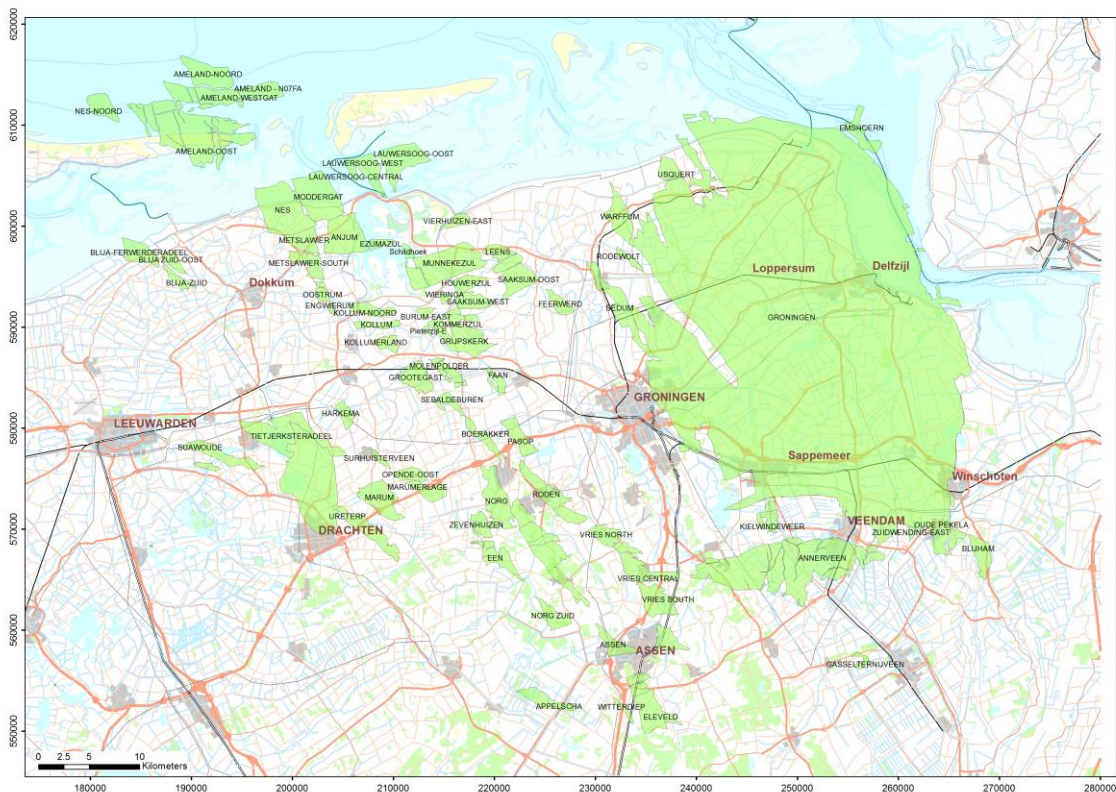 620000
610000
600000
590000
580000
570000
560000
550000
AMELAND-NOORD
AMELAND - N07FA
AMELAND-WESTGAT
NES-NOORD
AMELAND-OOST
EMSHOERN
LAUWERSOOG-OOST
LAUWERSOOG-WEST
LAUWERSOOG-CENTRAL
USQUERT
MODDERGAT
NES
WARFFUM
VIERHUIZEN-EAST
METSLAWIER
ANJUM
EZUMAZIJL
BLIJA-FERWERDERADEEL
Schildhoek
LEENS
BLIJA ZUID-OOST
RODEWOLT
METSLAWIER-SOUTH
MUNNEKEZIJL
Loppersum
Delfzijl
BLIJA-ZUID
Dokkum
HOUWERZIJL
SAAKSUM-OOST
OOSTRUM
WIERINGA
SAAKSUM-WEST
FEERWERD
ENGWIERUM
BEDUM
KOLLUM-NOORD
BURUM-EAST
GRONINGEN
KOLLUM
KOMMERZIJL
Pieterzijl-E
KOLLUMERLAND
GRIJPSKERK
MOLENPOLDER
GROOTEGAST
FAAN
SEBALDEBUREN
GRONINGEN
HARKEMA
LEEUWARDEN
TIETJERKSTERADEEL
BOERAKKER
PASOP
SUAWOUDE
SURHUISTERVEEN
Sappemeer
OPENDE-OOST
Winschoten
MARUMERLAGE
MARUM
NORG
RODEN
URETERP
DRACHTEN
ZEVENHUIZEN
VRIES NORTH
KIELWINDEWEER
VEENDAM
OUDE PEKELA
ZUIDWENDING-EAST
BLIJHAM
EEN
ANNERVEEN
VRIES CENTRAL
VRIES SOUTH
NORG ZUID
ASSEN
ASSEN
GASSELTERNIJVEEN
APPELSCHA
WITTERDIEP
ELEVELD
0 2.5 5 10
Kilometers
180000 190000 200000 210000 220000 230000 240000 250000 260000 270000 280000